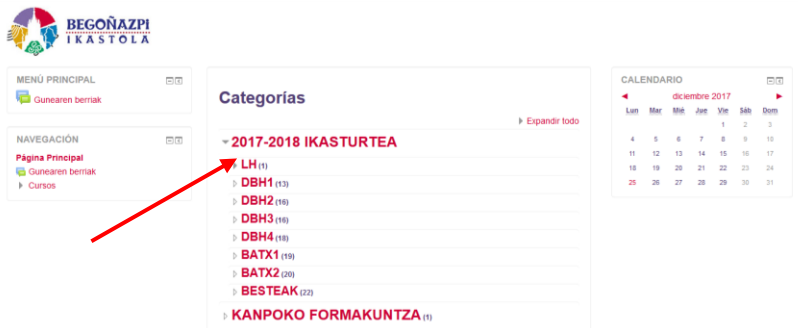 BEGOÑAZPI
IKASTOLA
MENÚ PRINCIPAL
Gunearen berriak
NAVEGACIÓN
Página Principal
Gunearen berriak
Cursos
Categorías
Expandir todo
2017-2018 IKASTURTEA
LH (1)
DBH1 (13)
DBH2 (16)
DBH3 (16)
DBH4 (18)
BATX1 (19)
BATX2 (20)
BESTEAK (22)
KANPOKO FORMAKUNTZA (1)
CALENDARIO
diciembre 2017
Lun Mar Mié Jue Vie Sáb Dom
1 2 3
4 5 6 7 8 9 10
11 12 13 14 15 16 17
18 19 20 21 22 23 24
25 26 27 28 29 30 31